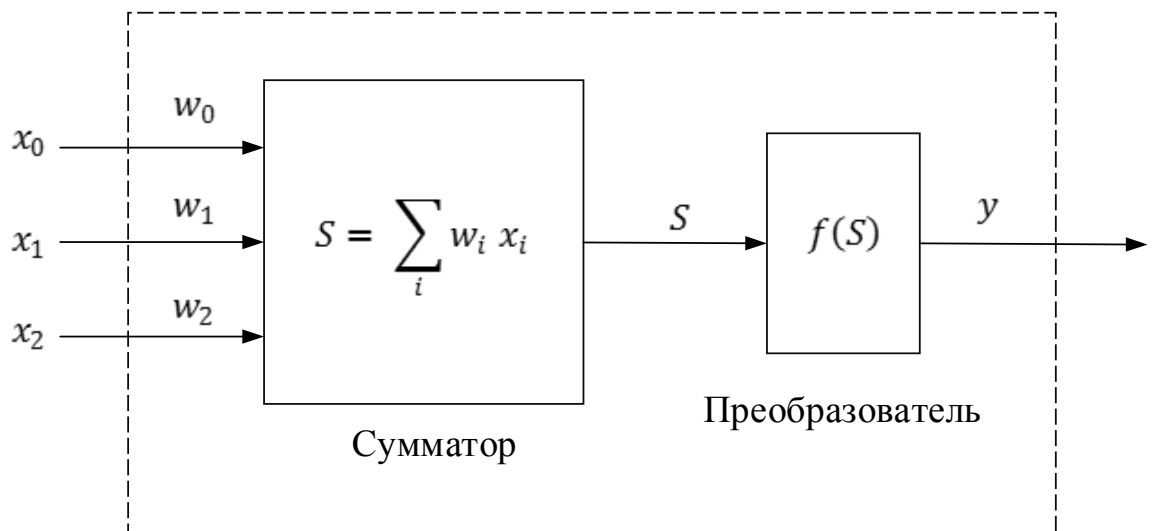 w₀
x₀
w₁
x₁
w₂
x₂
S = ∑ᵢ wᵢ xᵢ
S
f(S)
y
Сумматор
Преобразователь